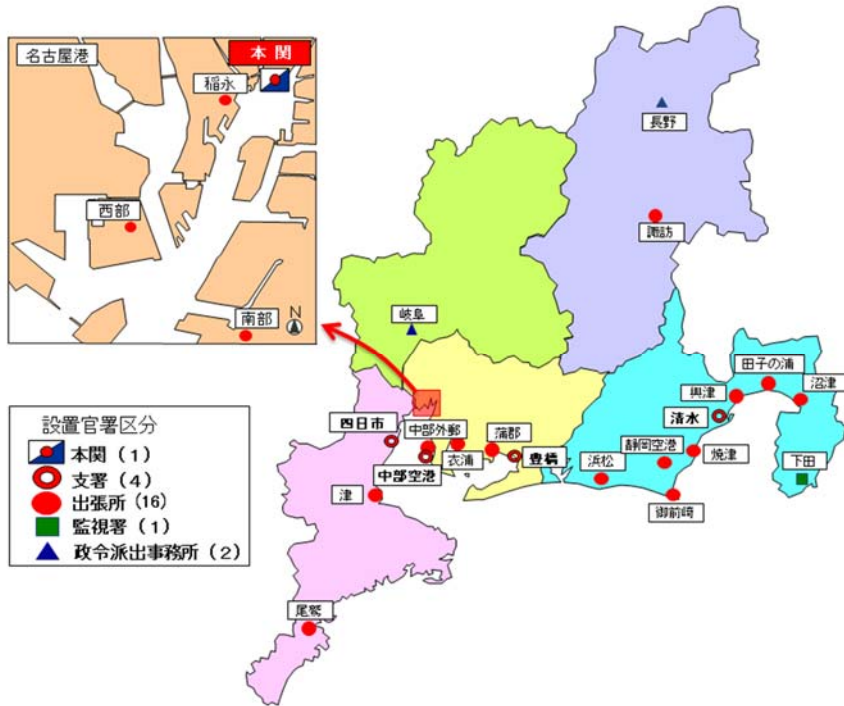 名古屋港
本関
稲永
西部
南部
N
長野
諏訪
岐阜
田子の浦
沼津
興津
清水
四日市
中部外郵
蒲郡
静岡空港
焼津
衣浦
豊橋
浜松
下田
中部空港
津
御前崎
尾鷲
設置官署区分
本関(1)
支署(4)
出張所(16)
監視署(1)
政令派出事務所(2)